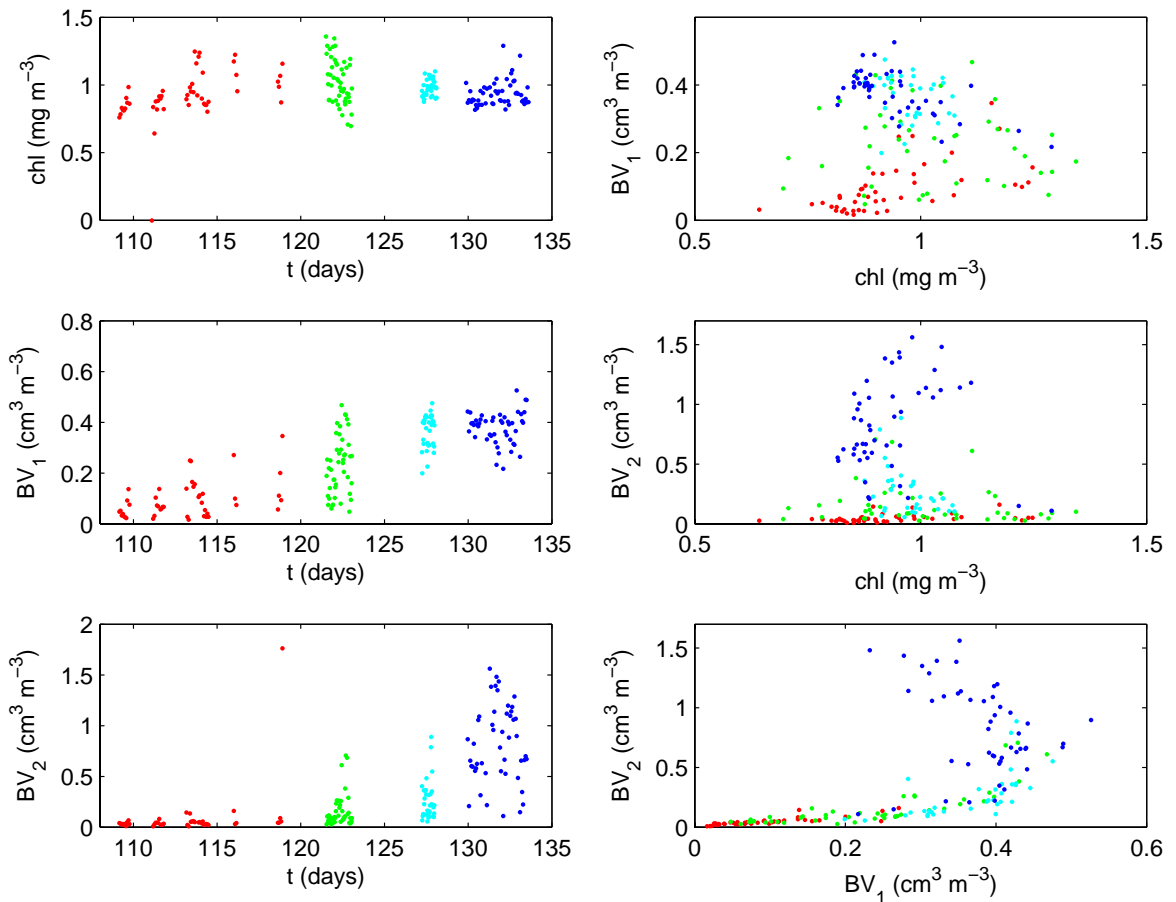 1.5
1
0.5
0
chl (mg m⁻³)
110 115 120 125 130 135
t (days)
0.4
0.2
0
BV₁ (cm³ m⁻³)
0.5 1 1.5
chl (mg m⁻³)
0.8
0.6
0.4
0.2
0
BV₁ (cm³ m⁻³)
110 115 120 125 130 135
t (days)
1.5
1
0.5
0
BV₂ (cm³ m⁻³)
0.5 1 1.5
chl (mg m⁻³)
2
1.5
1
0.5
0
BV₂ (cm³ m⁻³)
110 115 120 125 130 135
t (days)
1.5
1
0.5
0
BV₂ (cm³ m⁻³)
0 0.2 0.4 0.6
BV₁ (cm³ m⁻³)